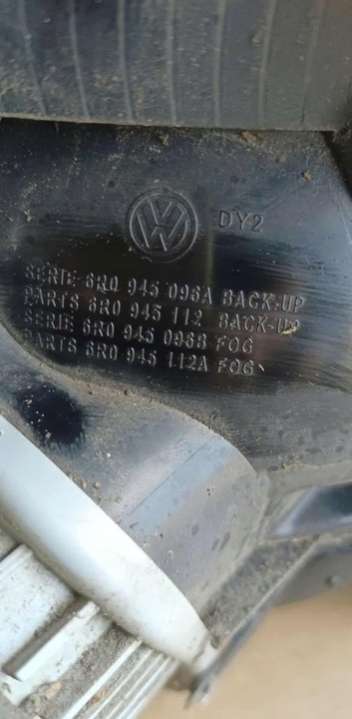 DY2
SERIE 6R0 945 096A BACK-UP
PARTS 6R0 945 112 BACK-UP
SERIE 6R0 945 096B FOG
PARTS 6R0 945 112A FOG